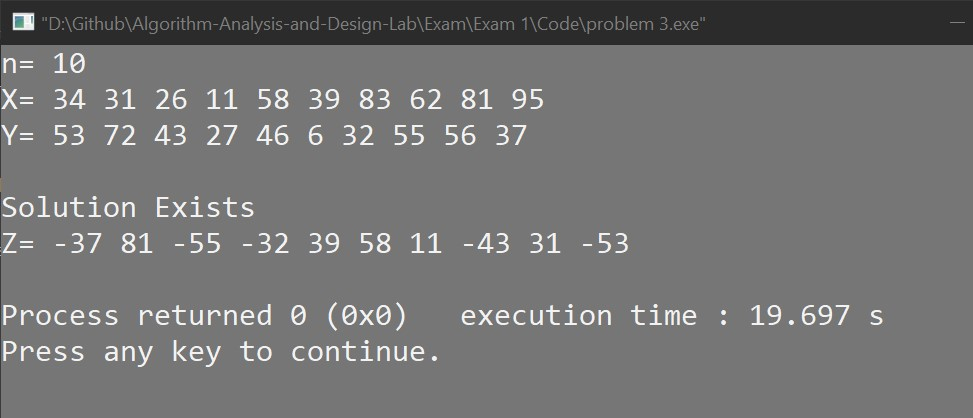 "D:\Github\Algorithm-Analysis-and-Design-Lab\Exam\Exam 1\Code\problem 3.exe"
n= 10
X= 34 31 26 11 58 39 83 62 81 95
Y= 53 72 43 27 46 6 32 55 56 37
Solution Exists
Z= -37 81 -55 -32 39 58 11 -43 31 -53
Process returned 0 (0x0)   execution time : 19.697 s
Press any key to continue.